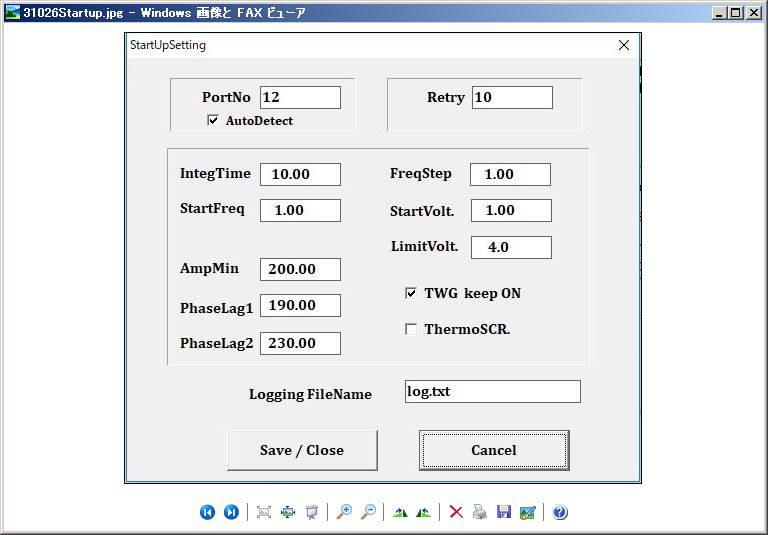 31026Startup.jpg - Windows 画像と FAX ビューア
StartUpSetting
PortNo 12
AutoDetect
Retry 10
IntegTime 10.00
FreqStep 1.00
StartFreq 1.00
StartVolt. 1.00
LimitVolt. 4.0
AmpMin 200.00
TWG keep ON
PhaseLag1 190.00
ThermoSCR.
PhaseLag2 230.00
Logging FileName log.txt
Save / Close
Cancel